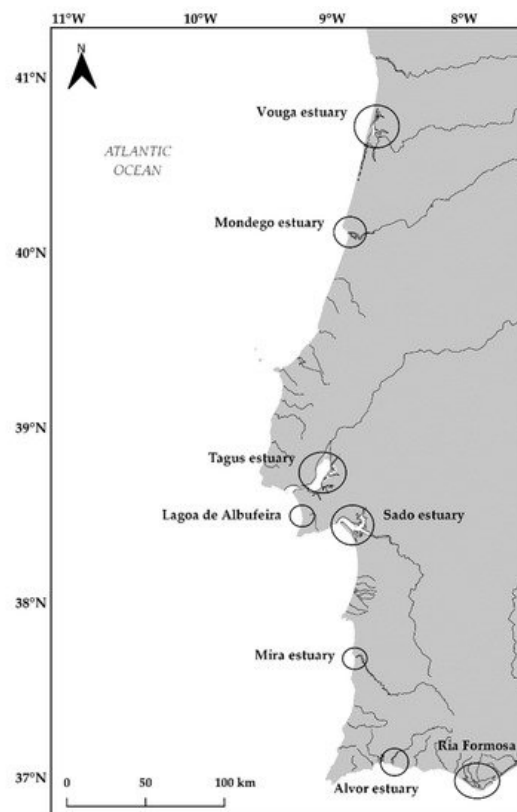 11°W 10°W 9°W 8°W
N
41°N
Vouga estuary
ATLANTIC
OCEAN
Mondego estuary
40°N
39°N
Tagus estuary
Lagoa de Albufeira
Sado estuary
38°N
Mira estuary
Ria Formosa
37°N
0 50 100 km
Alvor estuary